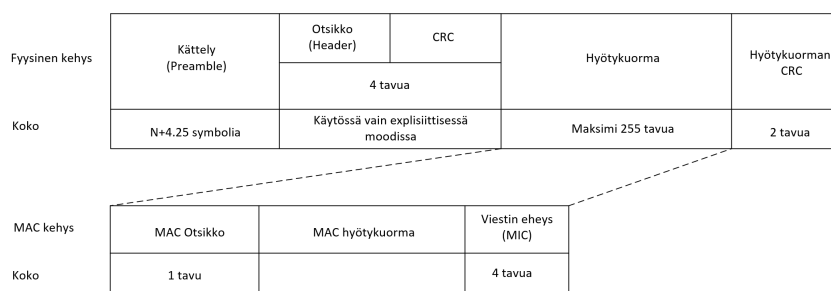 Fyysinen kehys
Kättely
(Preamble)
Otsikko
(Header)
CRC
4 tavua
Hyötykuorma
Hyötykuorman
CRC
Koko
N+4.25 symbolia
Käytössä vain explisiittisessä
moodissa
Maksimi 255 tavua
2 tavua
MAC kehys
MAC Otsikko
MAC hyötykuorma
Viestin eheys
(MIC)
Koko
1 tavu
4 tavua